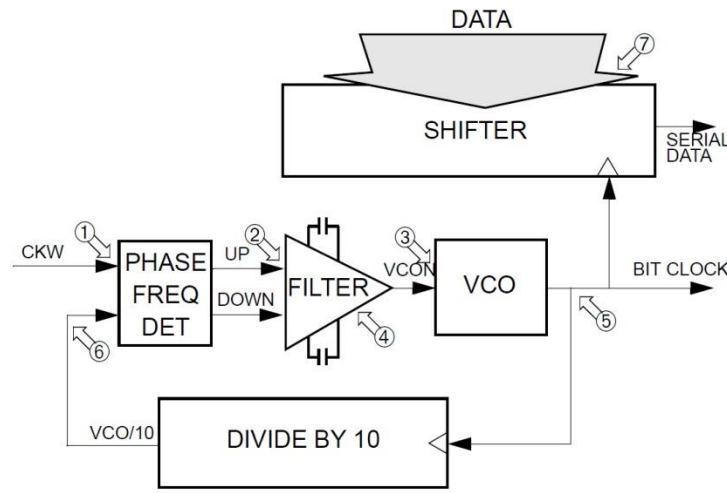 DATA
⑦
SHIFTER
SERIAL
DATA
①
②
③
CKW
UP
VCON
BIT CLOCK
PHASE
FREQ
DET
DOWN
FILTER
VCO
④
⑤
⑥
VCO/10
DIVIDE BY 10